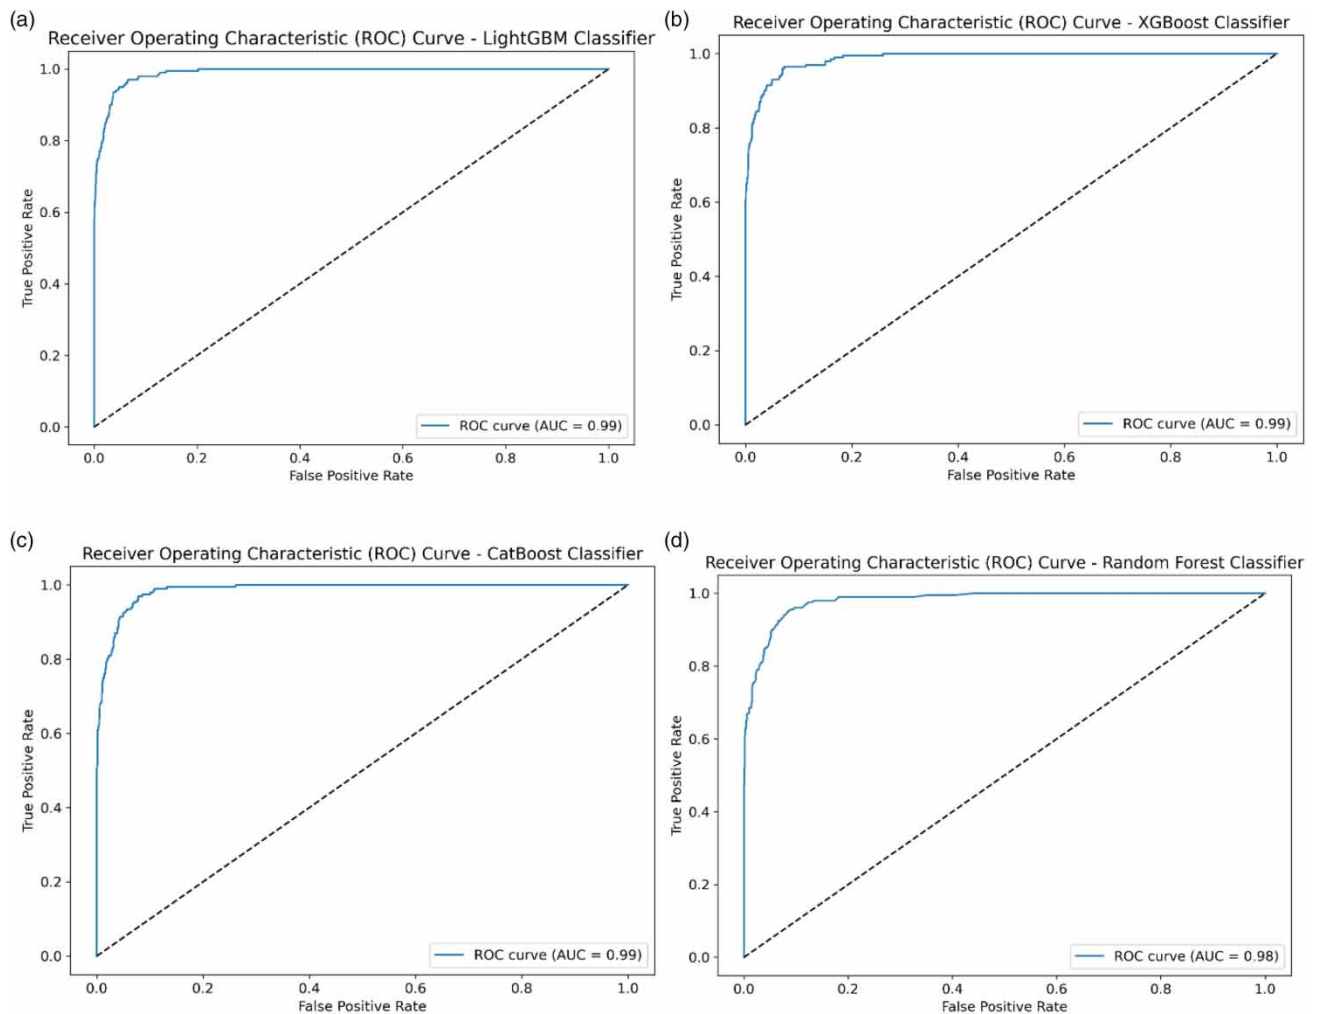 (a)
Receiver Operating Characteristic (ROC) Curve - LightGBM Classifier
1.0
0.8
0.6
0.4
0.2
0.0
True Positive Rate
ROC curve (AUC = 0.99)
0.0 0.2 0.4 0.6 0.8 1.0
False Positive Rate
(b)
Receiver Operating Characteristic (ROC) Curve - XGBoost Classifier
1.0
0.8
0.6
0.4
0.2
0.0
True Positive Rate
ROC curve (AUC = 0.99)
0.0 0.2 0.4 0.6 0.8 1.0
False Positive Rate
(c)
Receiver Operating Characteristic (ROC) Curve - CatBoost Classifier
1.0
0.8
0.6
0.4
0.2
0.0
True Positive Rate
ROC curve (AUC = 0.99)
0.0 0.2 0.4 0.6 0.8 1.0
False Positive Rate
(d)
Receiver Operating Characteristic (ROC) Curve - Random Forest Classifier
1.0
0.8
0.6
0.4
0.2
0.0
True Positive Rate
ROC curve (AUC = 0.98)
0.0 0.2 0.4 0.6 0.8 1.0
False Positive Rate